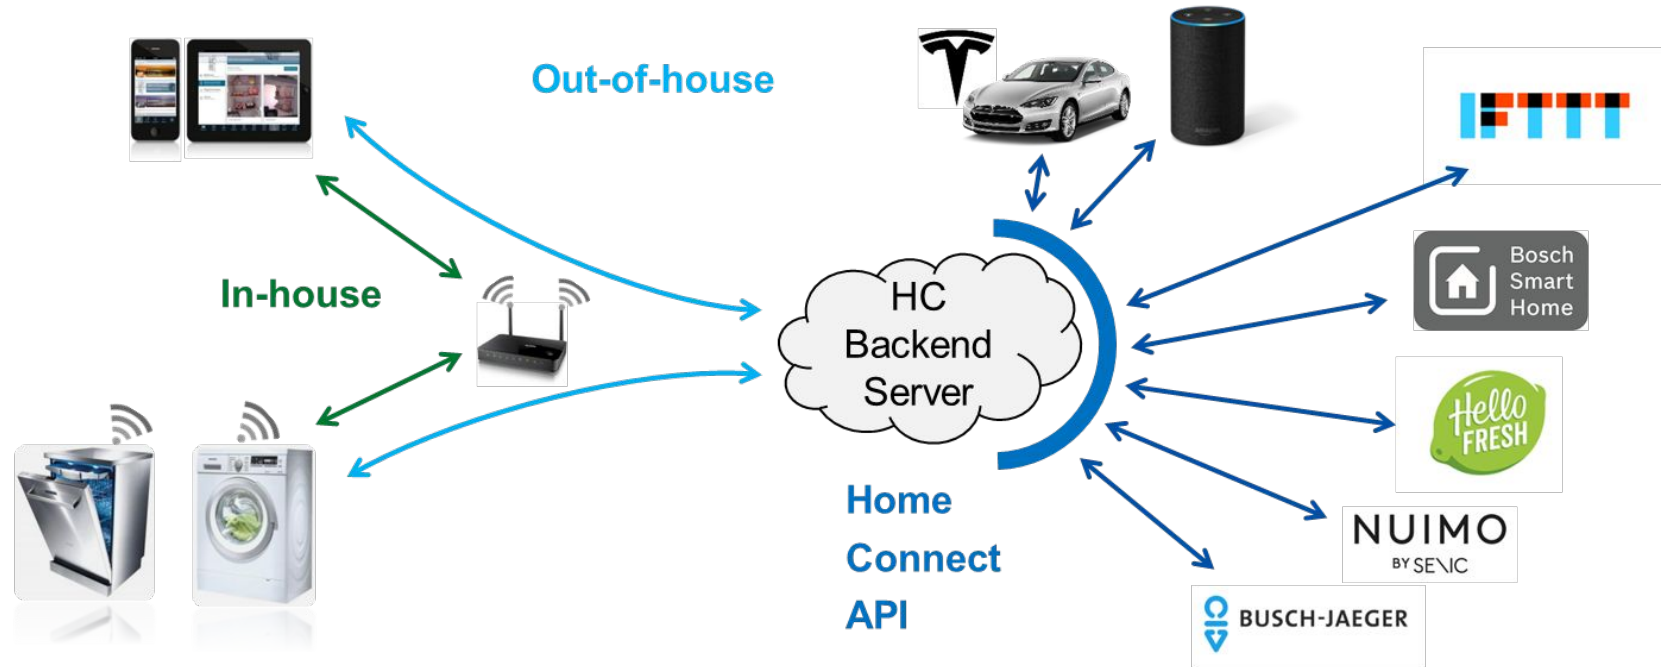 Out-of-house
IFTTT
In-house
HC
Backend
Server
Bosch
Smart
Home
Hello
FRESH
Home
Connect
API
NUIMO
BY SENIC
BUSCH-JAEGER